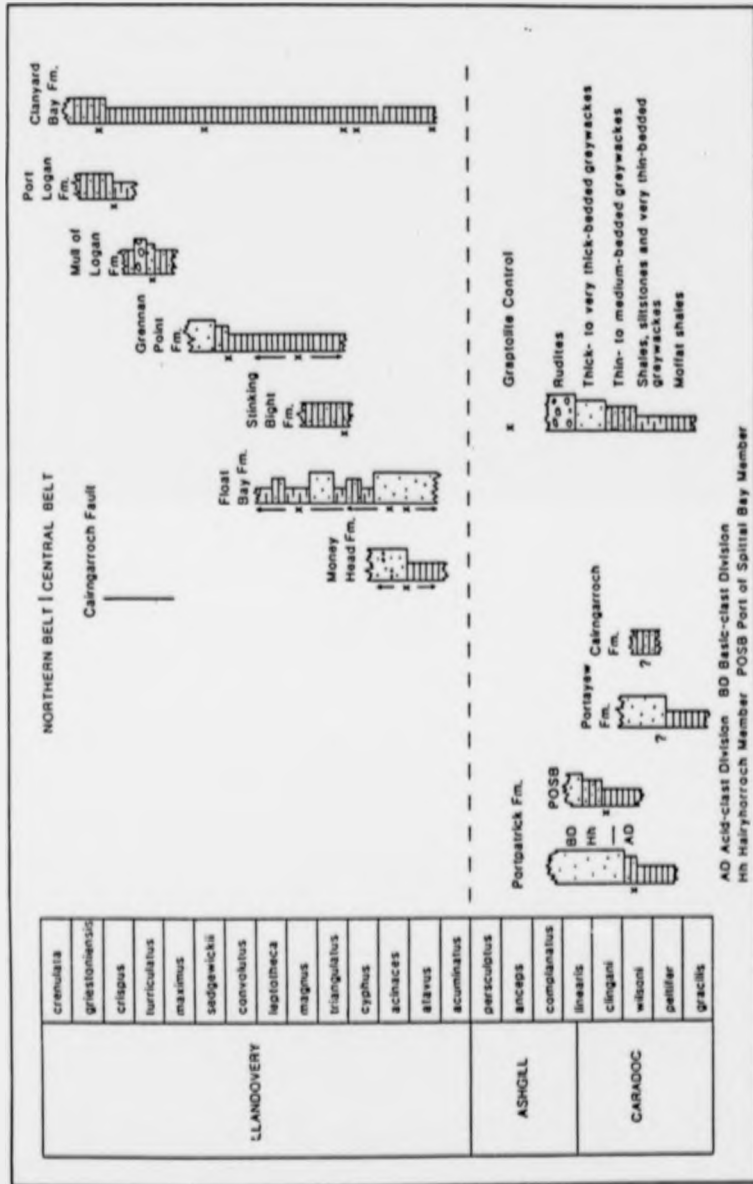 NORTHERN BELT | CENTRAL BELT
Cairngarroch Fault
Portpatrick Fm.
BD
Hh
AD
POSB
Portayew
Fm.
Cairngarroch
Fm.
Money
Head Fm.
Float
Bay Fm.
Stinking
Bight
Fm.
Grennan
Point
Fm.
Mull of
Logan
Fm.
Port
Logan
Fm.
Clanyard
Bay Fm.
?
?
x Graptolite Control
Rudites
Thick- to very thick-bedded greywackes
Thin- to medium-bedded greywackes
Shales, siltstones and very thin-bedded
greywackes
Moffat shales
LLANDOVERY
crenulata
griestoniensis
crispus
turriculatus
maximus
sedgewickii
convolutus
leptotheca
magnus
triangulatus
cyphus
acinaces
atavus
acuminatus
ASHGILL
persculptus
anceps
complanatus
CARADOC
linearis
clingani
wilsoni
peltifer
gracilis
AD Acid-clast Division BD Basic-clast Division
Hh Hairyhorroch Member POSB Port of Spittal Bay Member